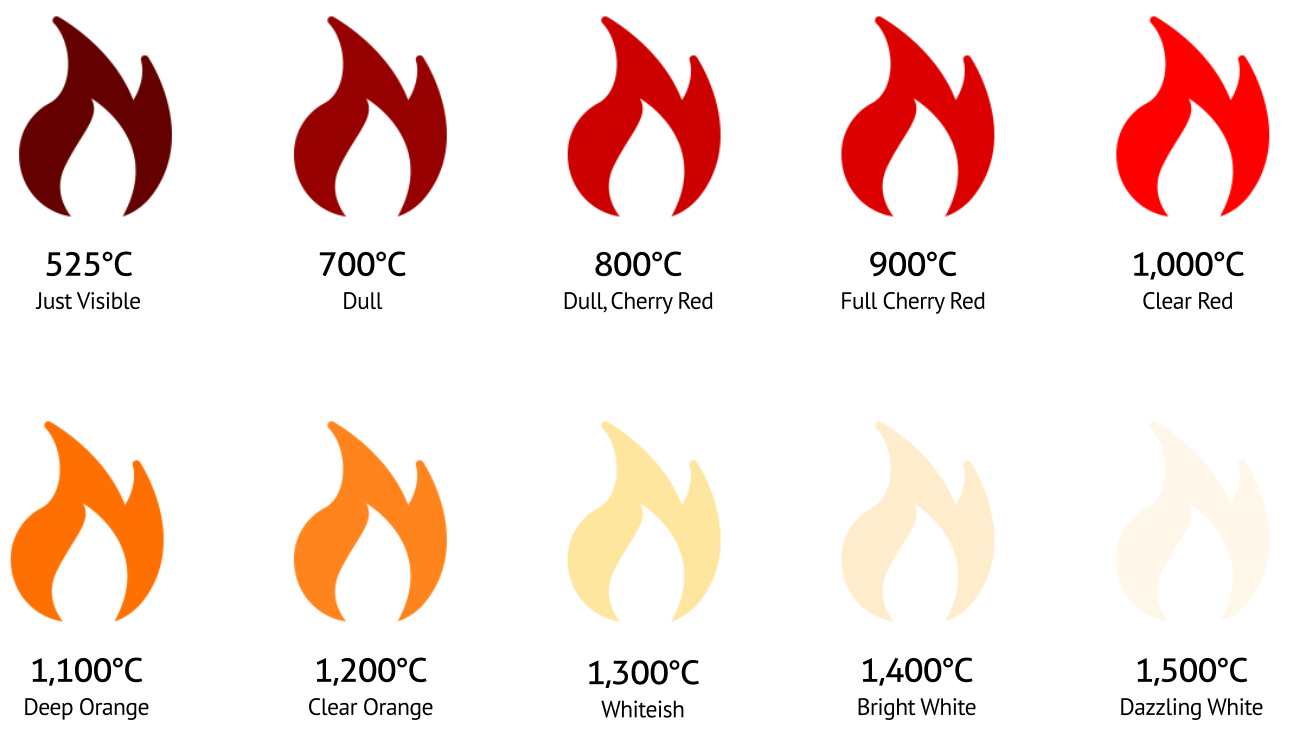 525°C
Just Visible
700°C
Dull
800°C
Dull, Cherry Red
900°C
Full Cherry Red
1,000°C
Clear Red
1,100°C
Deep Orange
1,200°C
Clear Orange
1,300°C
Whiteish
1,400°C
Bright White
1,500°C
Dazzling White